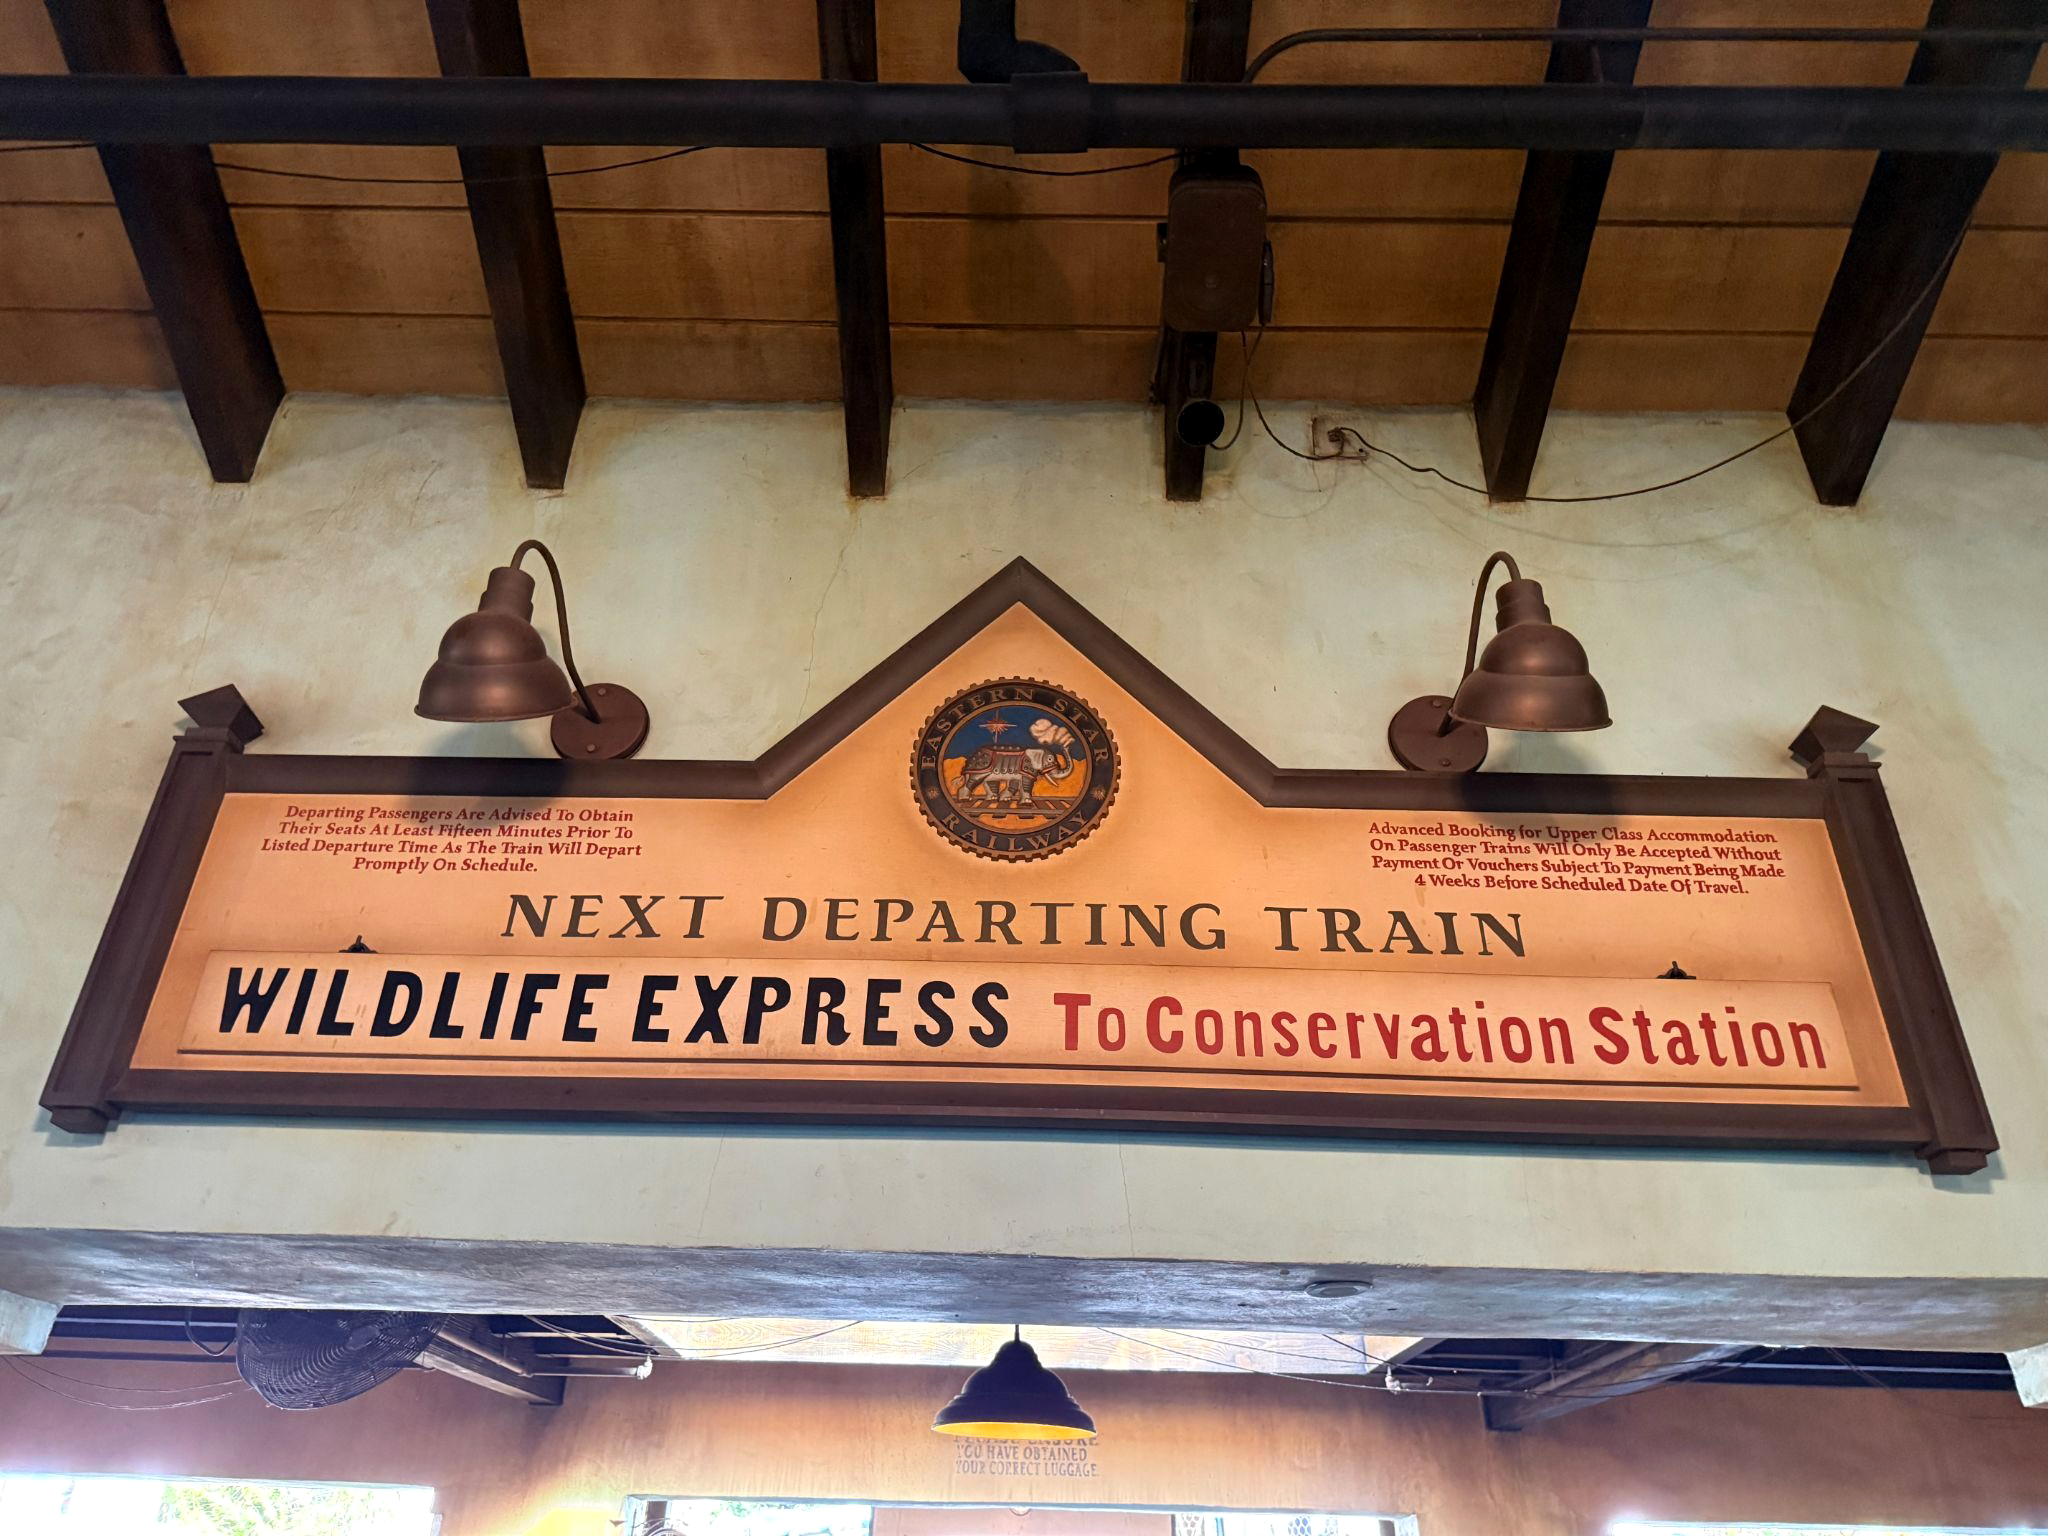 EASTERN STAR
RAILWAY
Departing Passengers Are Advised To Obtain
Their Seats At Least Fifteen Minutes Prior To
Listed Departure Time As The Train Will Depart
Promptly On Schedule.
Advanced Booking for Upper Class Accommodation
On Passenger Trains Will Only Be Accepted Without
Payment Or Vouchers Subject To Payment Being Made
4 Weeks Before Scheduled Date Of Travel.
NEXT DEPARTING TRAIN
WILDLIFE EXPRESS To Conservation Station
PLEASE ENSURE
YOU HAVE OBTAINED
YOUR CORRECT LUGGAGE.